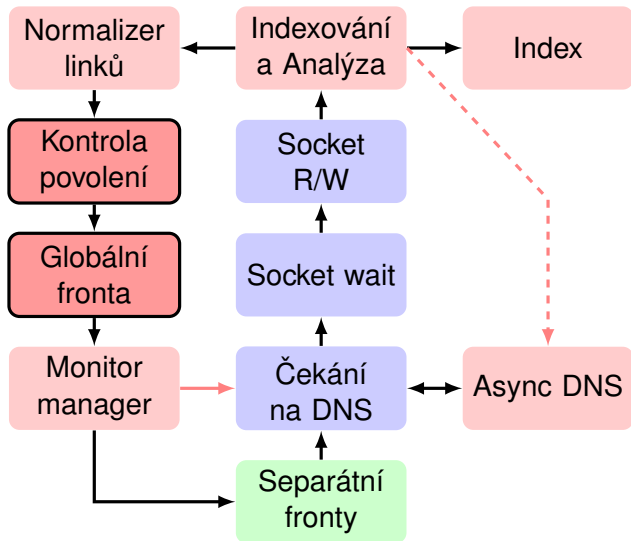 Normalizer
linků
Indexování
a Analýza
Index
Kontrola
povolení
Socket
R/W
Globální
fronta
Socket wait
Monitor
manager
Čekání
na DNS
Async DNS
Separátní
fronty